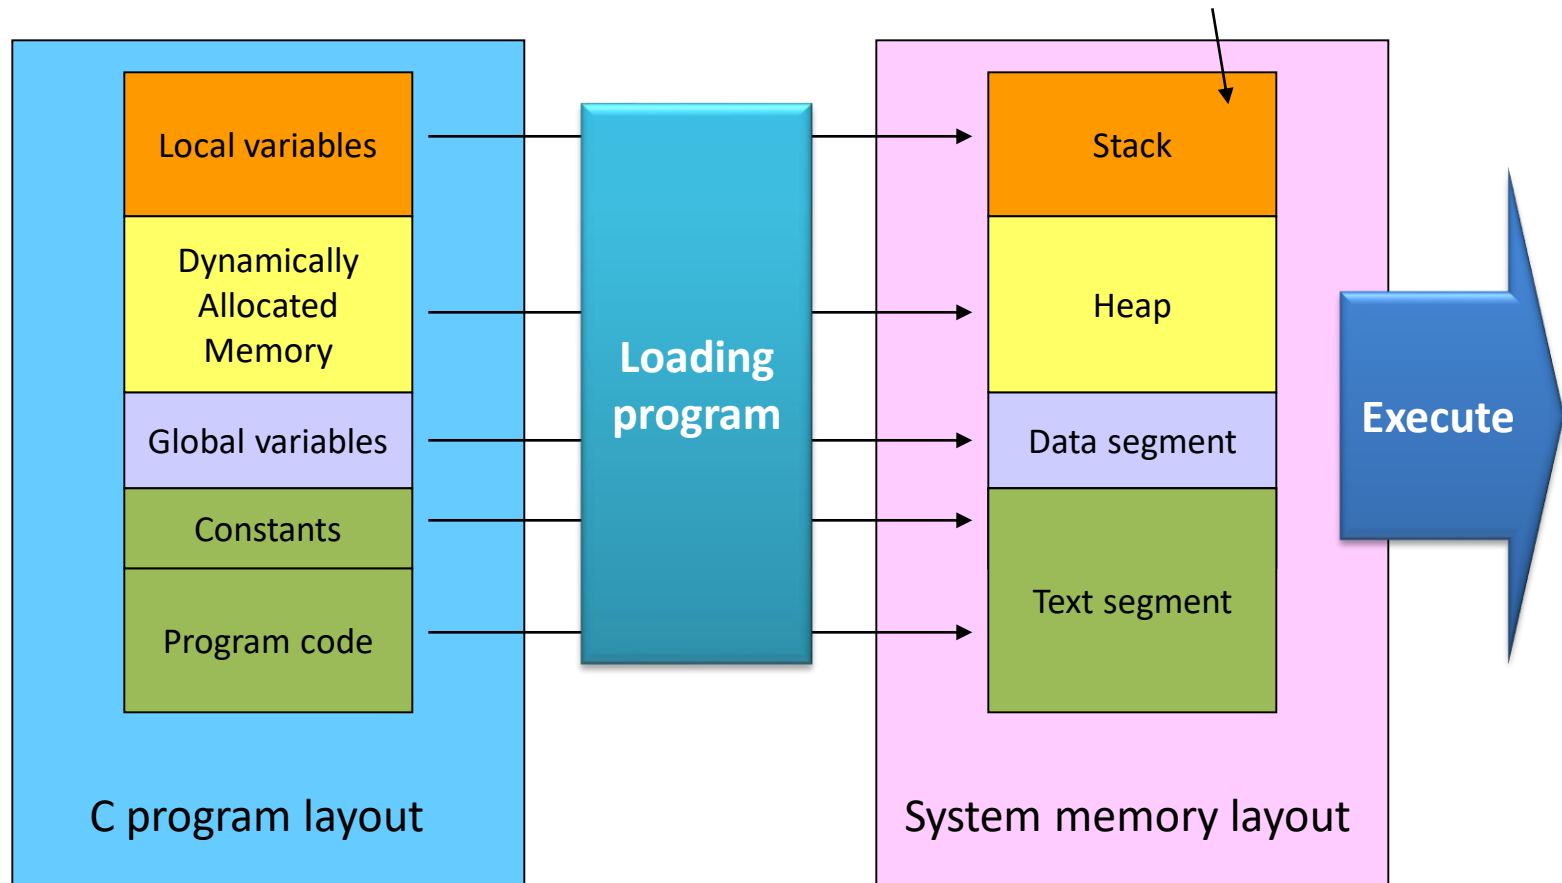 Local variables
Dynamically
Allocated
Memory
Global variables
Constants
Program code
C program layout
Loading
program
Stack
Heap
Data segment
Text segment
System memory layout
Execute